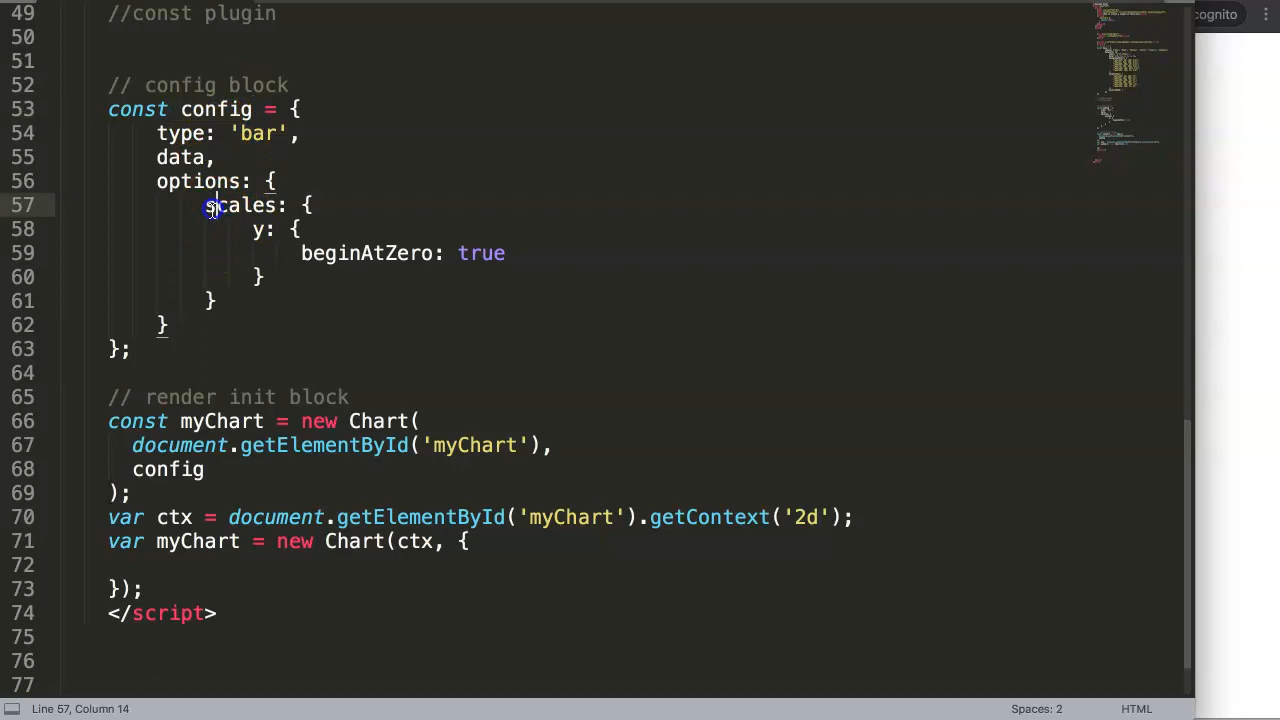 49 //const plugin
cognito
50
51
52 // config block
53 const config = {
54 type: 'bar',
55 data,
56 options: {
57 scales: {
58 y: {
59 beginAtZero: true
60 }
61 }
62 }
63 };
64
65 // render init block
66 const myChart = new Chart(
67 document.getElementById('myChart'),
68 config
69 );
70 var ctx = document.getElementById('myChart').getContext('2d');
71 var myChart = new Chart(ctx, {
72
73 });
74 </script>
75
76
77
Line 57, Column 14
Spaces: 2
HTML